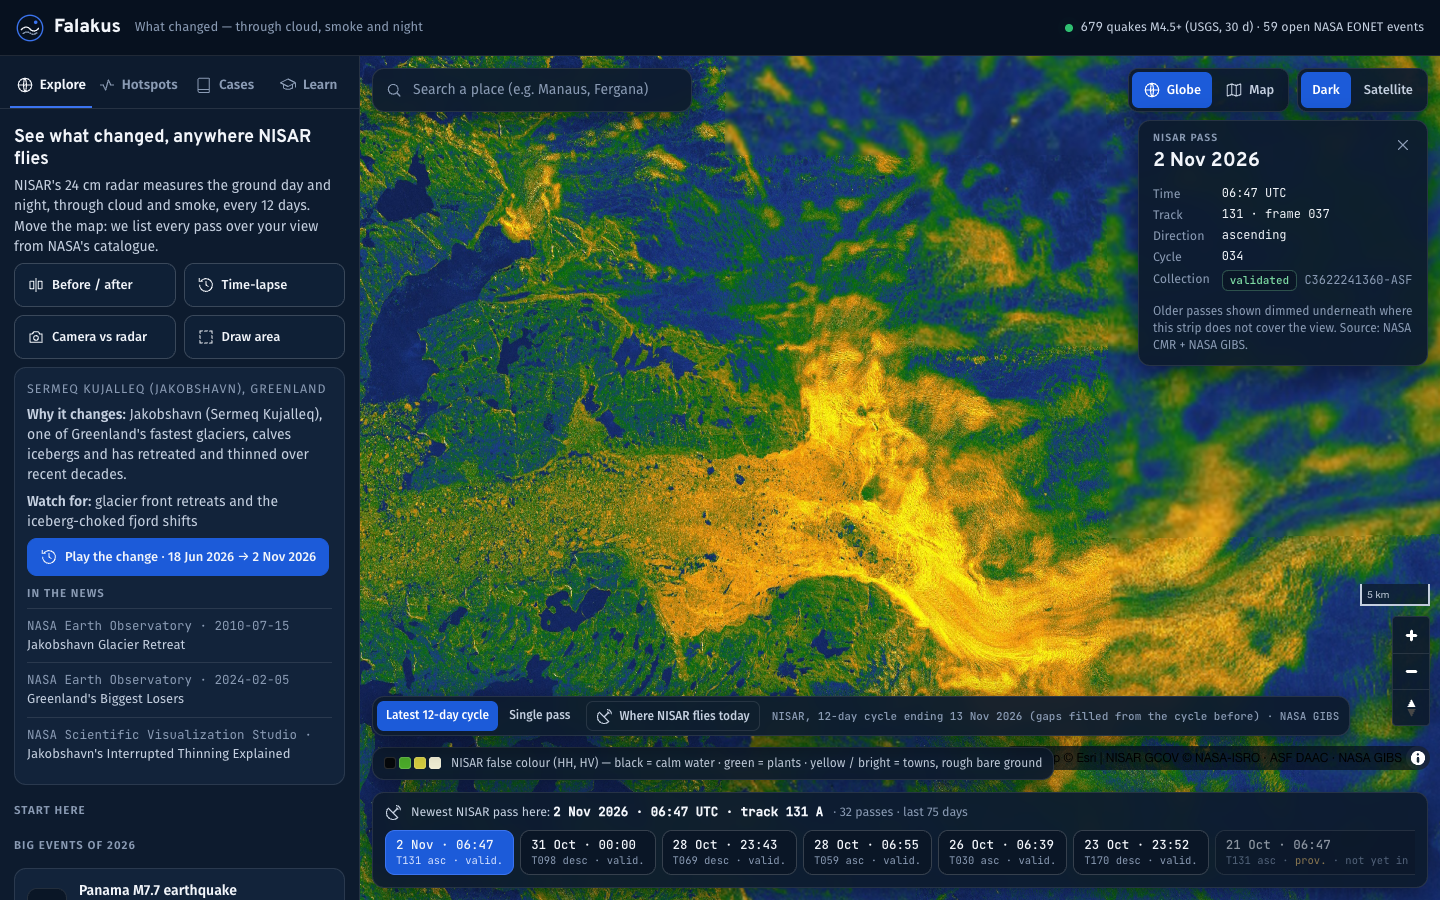 Falakus
What changed — through cloud, smoke and night
679 quakes M4.5+ (USGS, 30 d) · 59 open NASA EONET events
Explore
Hotspots
Cases
Learn
See what changed, anywhere NISAR
flies
NISAR's 24 cm radar measures the ground day and
night, through cloud and smoke, every 12 days.
Move the map: we list every pass over your view
from NASA's catalogue.
Before / after
Time-lapse
Camera vs radar
Draw area
SERMEQ KUJALLEQ (JAKOBSHAVN), GREENLAND
Why it changes: Jakobshavn (Sermeq Kujalleq),
one of Greenland's fastest glaciers, calves
icebergs and has retreated and thinned over
recent decades.
Watch for: glacier front retreats and the
iceberg-choked fjord shifts
Play the change · 18 Jun 2026 → 2 Nov 2026
IN THE NEWS
NASA Earth Observatory · 2010-07-15
Jakobshavn Glacier Retreat
NASA Earth Observatory · 2024-02-05
Greenland's Biggest Losers
NASA Scientific Visualization Studio ·
Jakobshavn's Interrupted Thinning Explained
START HERE
BIG EVENTS OF 2026
Panama M7.7 earthquake
Search a place (e.g. Manaus, Fergana)
Globe
Map
Dark
Satellite
NISAR PASS
2 Nov 2026
Time 06:47 UTC
Track 131 · frame 037
Direction ascending
Cycle 034
Collection validated C3622241360-ASF
Older passes shown dimmed underneath where
this strip does not cover the view. Source: NASA
CMR + NASA GIBS.
5 km
Latest 12-day cycle
Single pass
Where NISAR flies today
NISAR, 12-day cycle ending 13 Nov 2026 (gaps filled from the cycle before) · NASA GIBS
NISAR false colour (HH, HV) — black = calm water · green = plants · yellow / bright = towns, rough bare ground
© Esri | NISAR GCOV © NASA-ISRO · ASF DAAC · NASA GIBS
Newest NISAR pass here: 2 Nov 2026 · 06:47 UTC · track 131 A · 32 passes · last 75 days
2 Nov · 06:47
T131 asc · valid.
31 Oct · 00:00
T098 desc · valid.
28 Oct · 23:43
T069 desc · valid.
28 Oct · 06:55
T059 asc · valid.
26 Oct · 06:39
T030 asc · valid.
23 Oct · 23:52
T170 desc · valid.
21 Oct · 06:47
T131 asc · prov. · not yet in